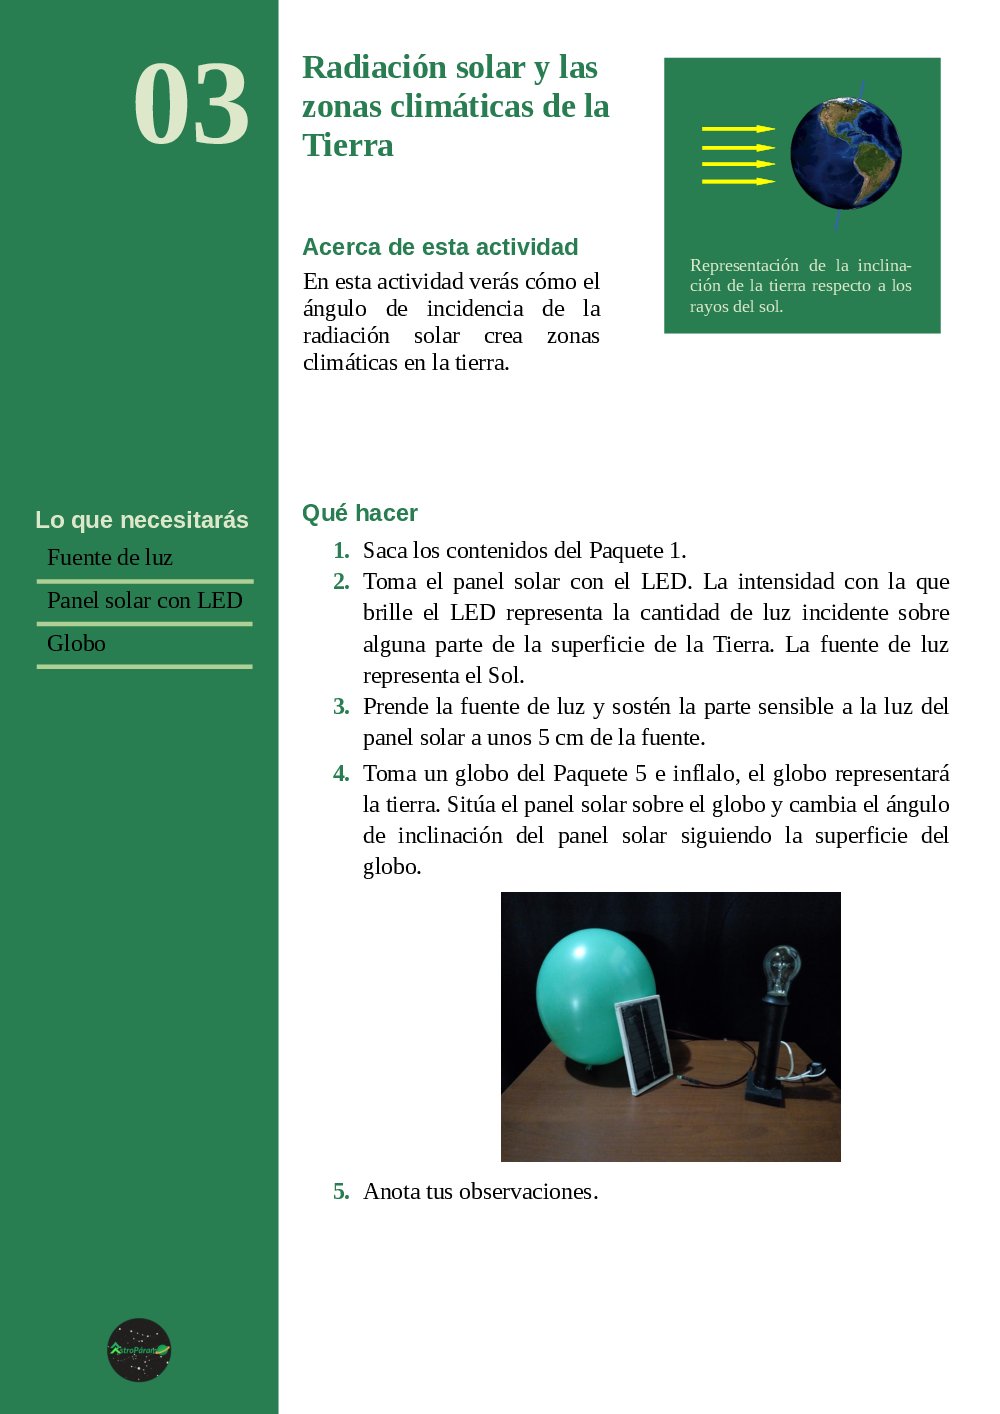 03
Radiación solar y las
zonas climáticas de la
Tierra
Representación de la inclina-
ción de la tierra respecto a los
rayos del sol.
Acerca de esta actividad
En esta actividad verás cómo el
ángulo de incidencia de la
radiación solar crea zonas
climáticas en la tierra.
Lo que necesitarás
Fuente de luz
Panel solar con LED
Globo
Qué hacer
1. Saca los contenidos del Paquete 1.
2. Toma el panel solar con el LED. La intensidad con la que
brille el LED representa la cantidad de luz incidente sobre
alguna parte de la superficie de la Tierra. La fuente de luz
representa el Sol.
3. Prende la fuente de luz y sostén la parte sensible a la luz del
panel solar a unos 5 cm de la fuente.
4. Toma un globo del Paquete 5 e inflalo, el globo representará
la tierra. Sitúa el panel solar sobre el globo y cambia el ángulo
de inclinación del panel solar siguiendo la superficie del
globo.
5. Anota tus observaciones.